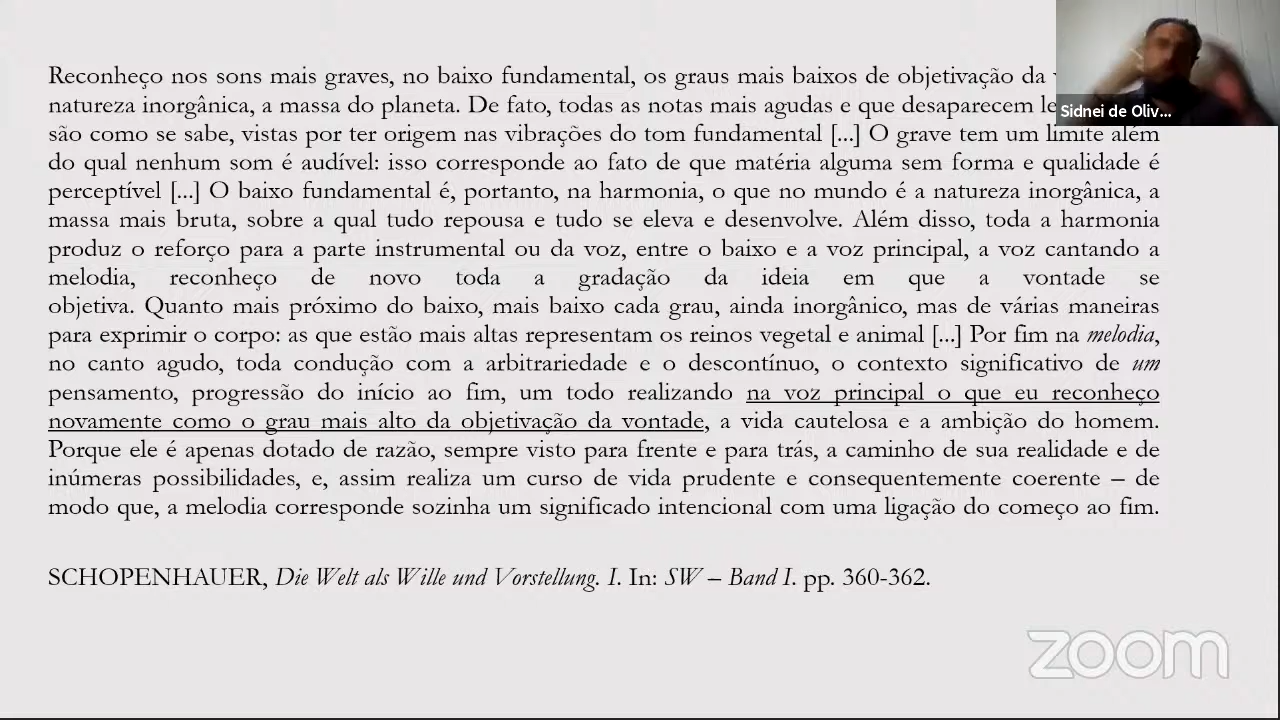 Reconheço nos sons mais graves, no baixo fundamental, os graus mais baixos de objetivação da
natureza inorgânica, a massa do planeta. De fato, todas as notas mais agudas e que desaparecem
são como se sabe, vistas por ter origem nas vibrações do tom fundamental [...] O grave tem um limite além
do qual nenhum som é audível: isso corresponde ao fato de que matéria alguma sem forma e qualidade é
perceptível [...] O baixo fundamental é, portanto, na harmonia, o que no mundo é a natureza inorgânica, a
massa mais bruta, sobre a qual tudo repousa e tudo se eleva e desenvolve. Além disso, toda a harmonia
produz o reforço para a parte instrumental ou da voz, entre o baixo e a voz principal, a voz cantando a
melodia, reconheço de novo toda a gradação da ideia em que a vontade se
objetiva. Quanto mais próximo do baixo, mais baixo cada grau, ainda inorgânico, mas de várias maneiras
para exprimir o corpo: as que estão mais altas representam os reinos vegetal e animal [...] Por fim na melodia,
no canto agudo, toda condução com a arbitrariedade e o descontínuo, o contexto significativo de um
pensamento, progressão do início ao fim, um todo realizando na voz principal o que eu reconheço
novamente como o grau mais alto da objetivação da vontade, a vida cautelosa e a ambição do homem.
Porque ele é apenas dotado de razão, sempre visto para frente e para trás, a caminho de sua realidade e de
inúmeras possibilidades, e, assim realiza um curso de vida prudente e consequentemente coerente – de
modo que, a melodia corresponde sozinha um significado intencional com uma ligação do começo ao fim.
SCHOPENHAUER, Die Welt als Wille und Vorstellung. I. In: SW – Band I. pp. 360-362.
Sidnei de Oliv...
zoom